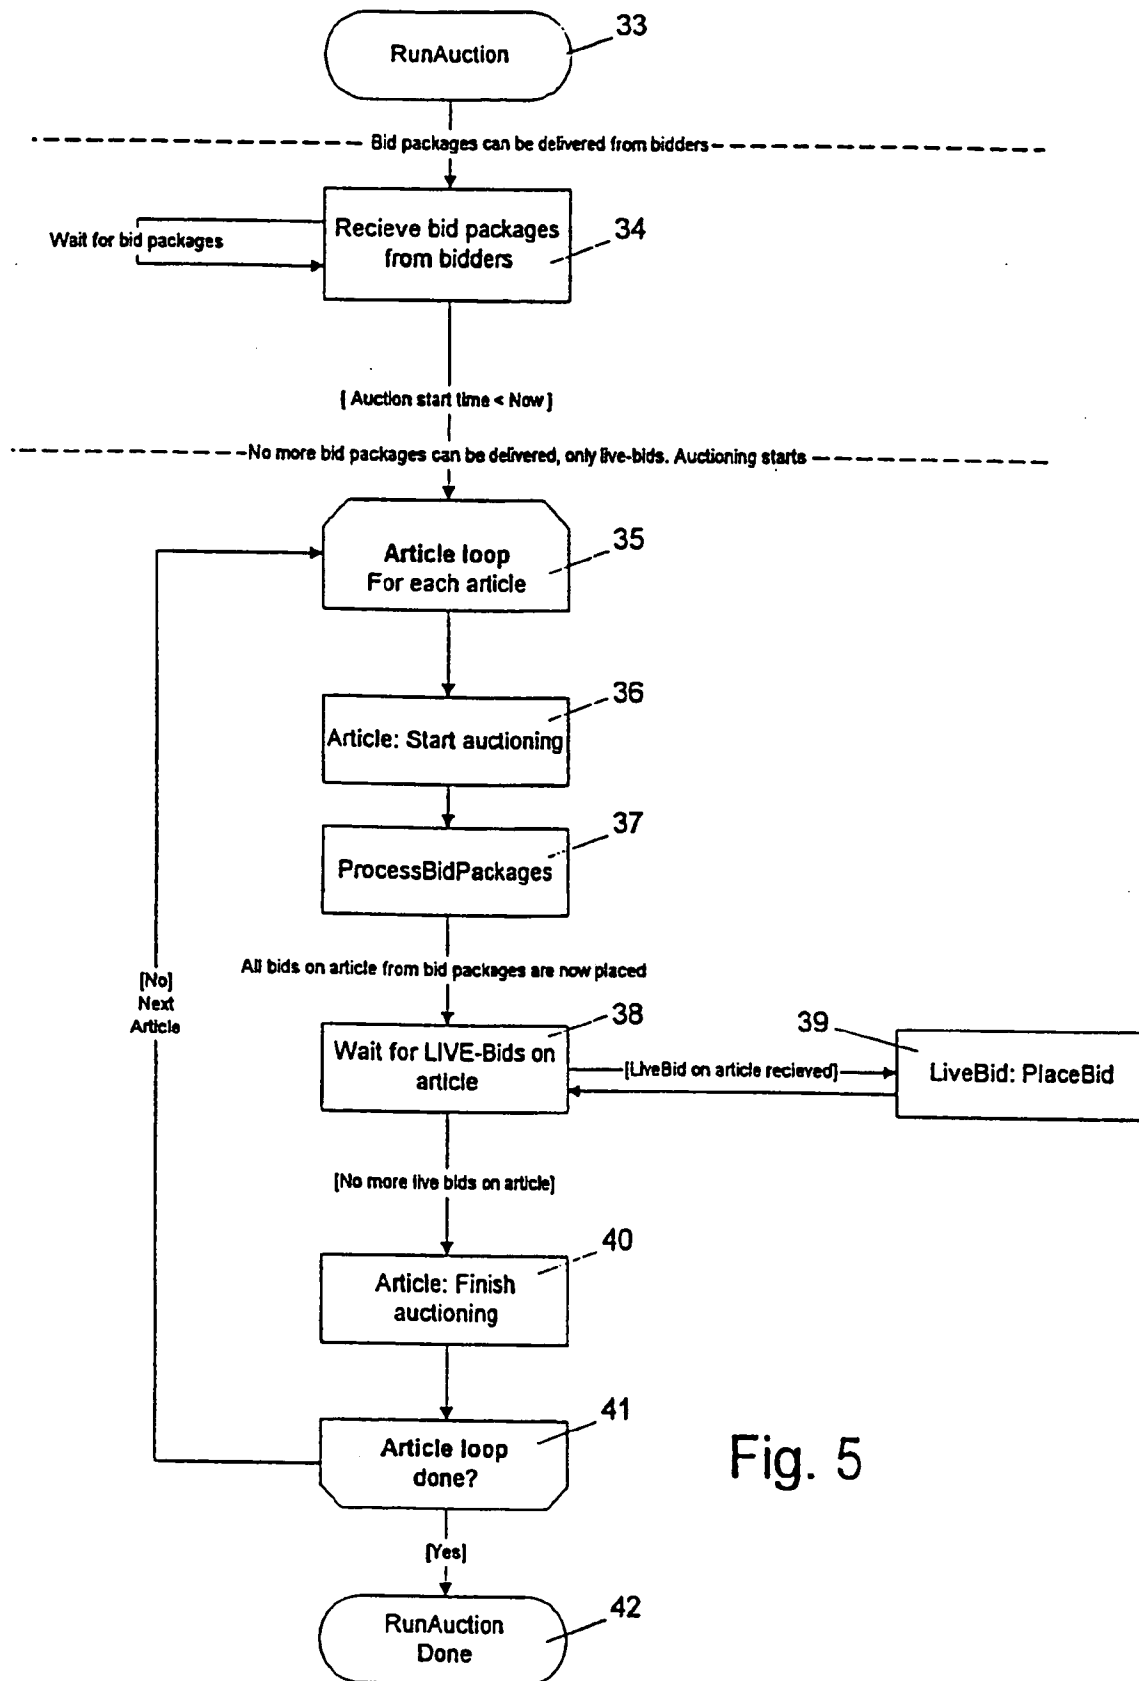 33
RunAuction
Bid packages can be delivered from bidders
Recieve bid packages
from bidders
34
Wait for bid packages
[ Auction start time < Now ]
No more bid packages can be delivered, only live-bids. Auctioning starts
Article loop
For each article
35
36
Article: Start auctioning
37
ProcessBidPackages
All bids on article from bid packages are now placed
[No]
Next
Article
38
Wait for LIVE-Bids on
article
[LiveBid on article recieved]
39
LiveBid: PlaceBid
[No more live bids on article]
40
Article: Finish
auctioning
41
Article loop
done?
Fig. 5
[Yes]
RunAuction
Done
42